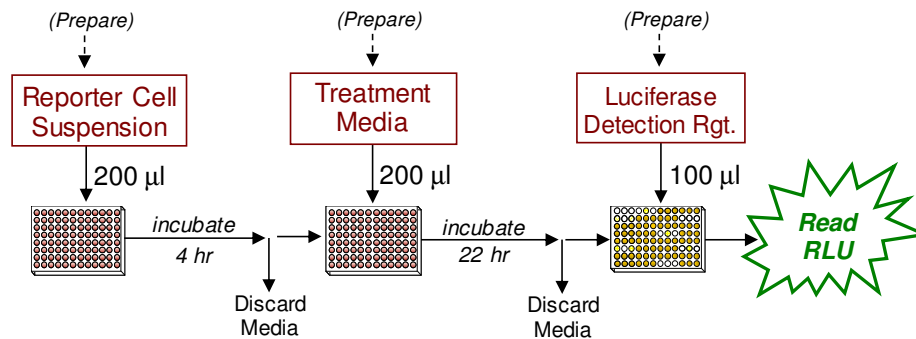 (Prepare)
(Prepare)
(Prepare)
Reporter Cell
Suspension
Treatment
Media
Luciferase
Detection Rgt.
200 µl
200 µl
100 µl
incubate
4 hr
incubate
22 hr
Read
RLU
Discard
Media
Discard
Media